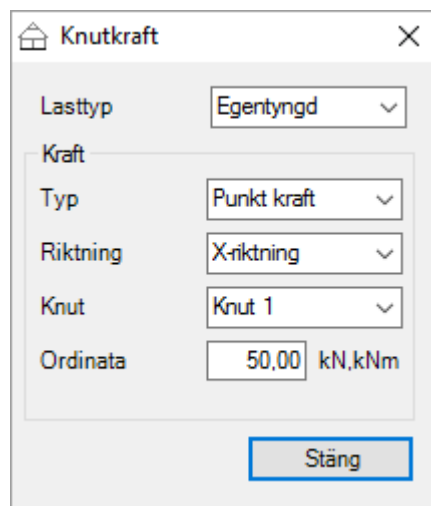 Knutkraft
Lasttyp Egentyngd
Kraft
Typ Punkt kraft
Riktning X-riktning
Knut Knut 1
Ordinata 50,00 kN,kNm
Stäng